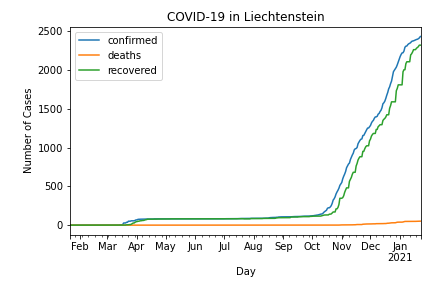 COVID-19 in Liechtenstein
confirmed
deaths
recovered
Number of Cases
2500
2000
1500
1000
500
0
Feb Mar Apr May Jun Jul Aug Sep Oct Nov Dec Jan
2021
Day